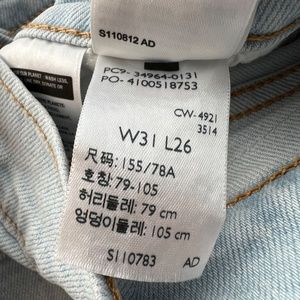 S110812 AD
PC9- 34964-0131
PO- 4100518753
CW-4921
3514
W31 L26
尺码: 155/78A
호칭: 79-105
허리둘레: 79 cm
엉덩이둘레: 105 cm
S110783 AD